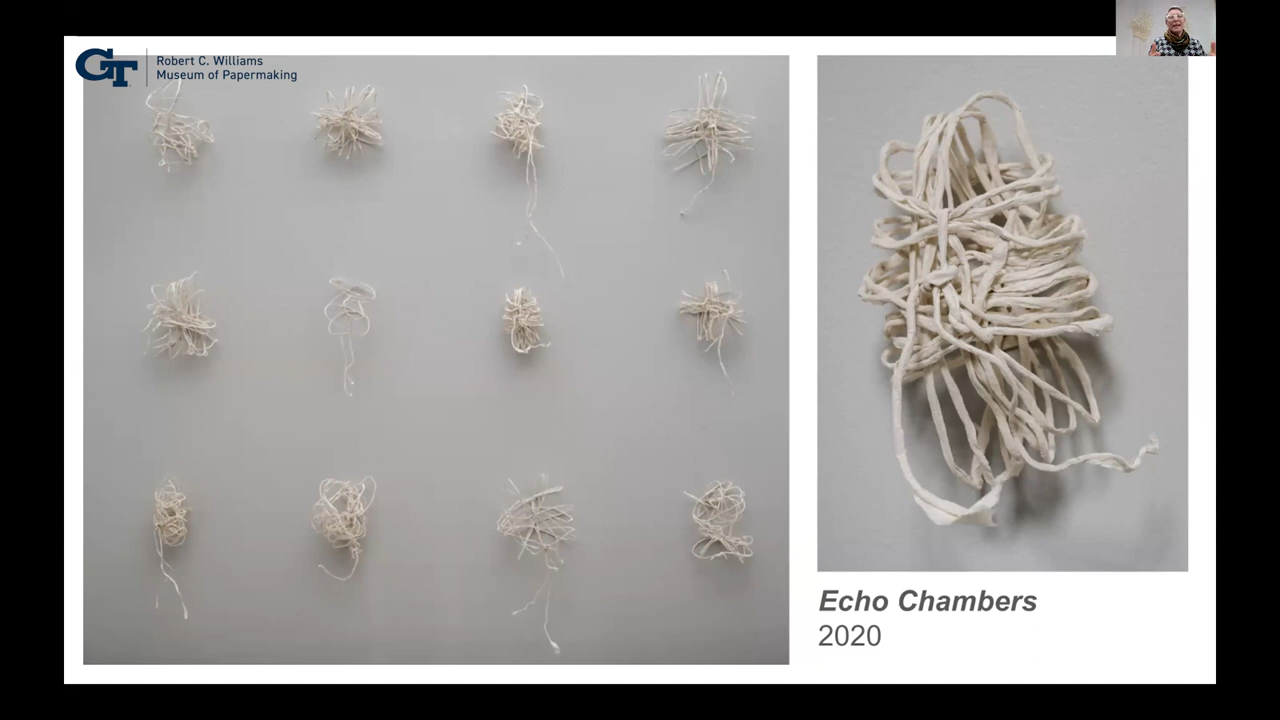 GT
Robert C. Williams
Museum of Papermaking
Echo Chambers
2020